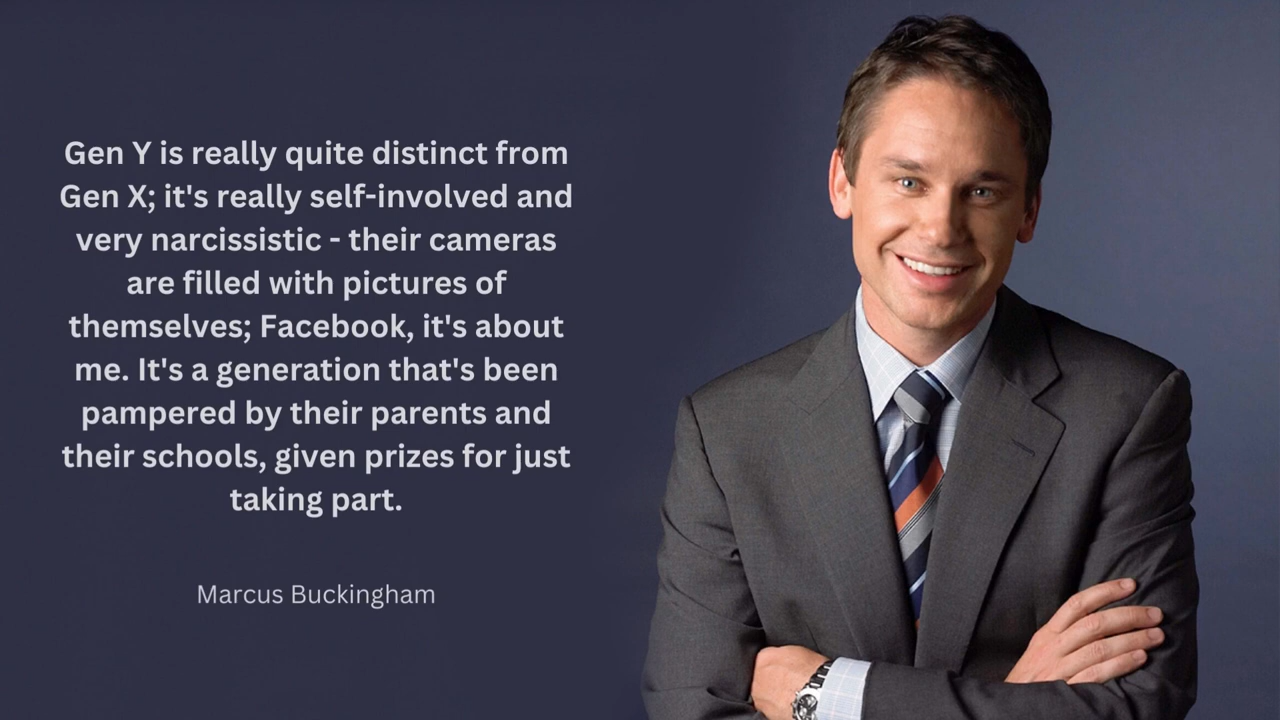 Gen Y is really quite distinct from
Gen X; it's really self-involved and
very narcissistic - their cameras
are filled with pictures of
themselves; Facebook, it's about
me. It's a generation that's been
pampered by their parents and
their schools, given prizes for just
taking part.
Marcus Buckingham